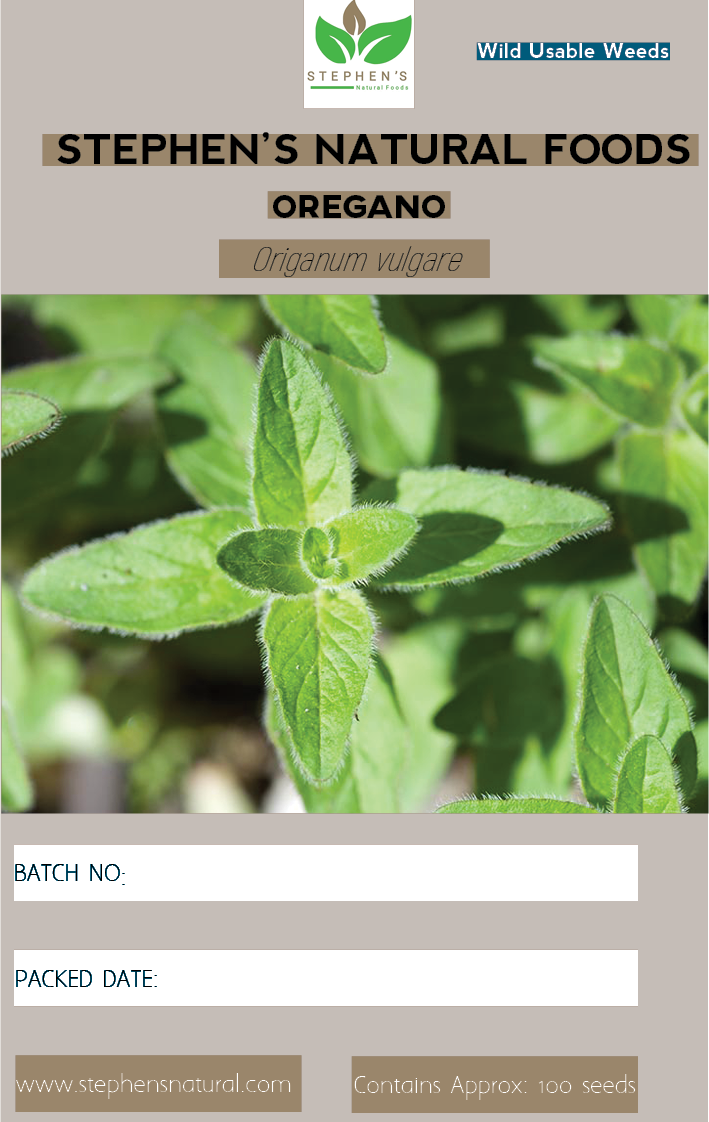 STEPHEN'S
Natural Foods
Wild Usable Weeds
STEPHEN'S NATURAL FOODS
OREGANO
Origanum vulgare
BATCH NO:
PACKED DATE:
www.stephensnatural.com
Contains Approx: 100 seeds